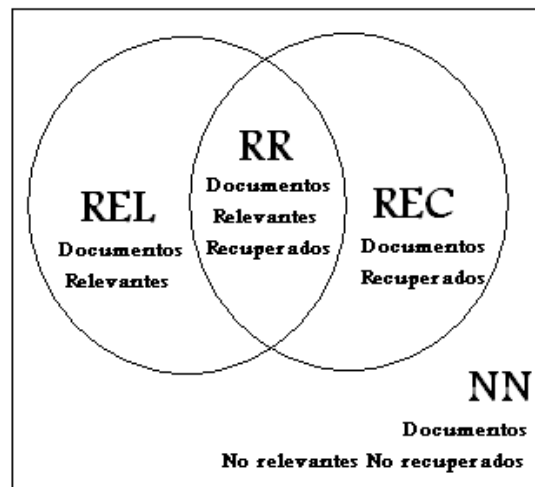 RR
Documentos
Relevantes
Recuperados
REL
Documentos
Relevantes
REC
Documentos
Recuperados
NN
Documentos
No relevantes No recuperados